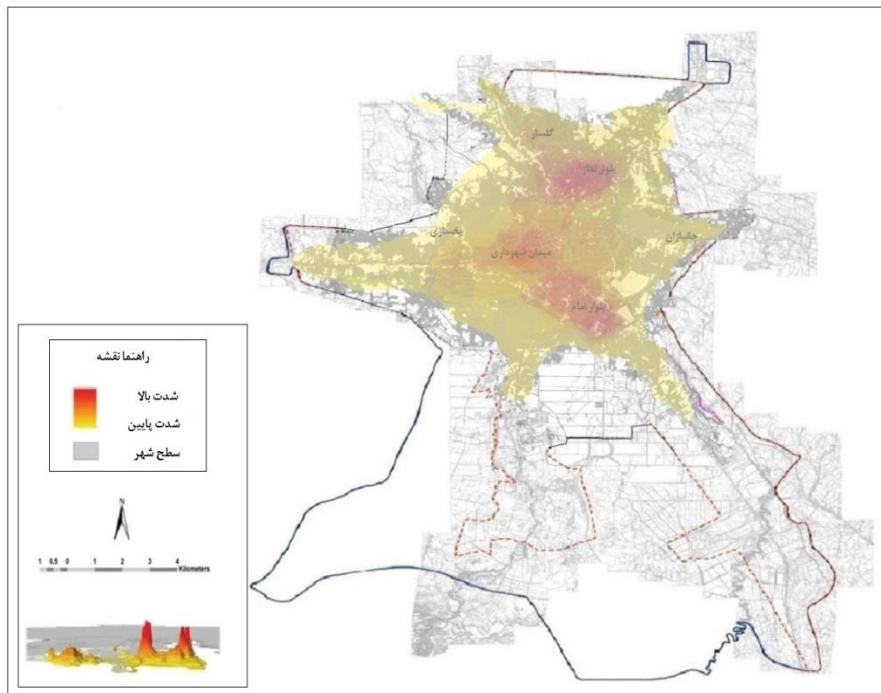 گلسار
بلوار نماز
پخسازی
جانبازان
میدان شهرداری
بلوار امام
راهنما نقشه
شدت بالا
شدت پایین
سطح شهر
N
1 0.5 0 1 2 3 4
Kilometers